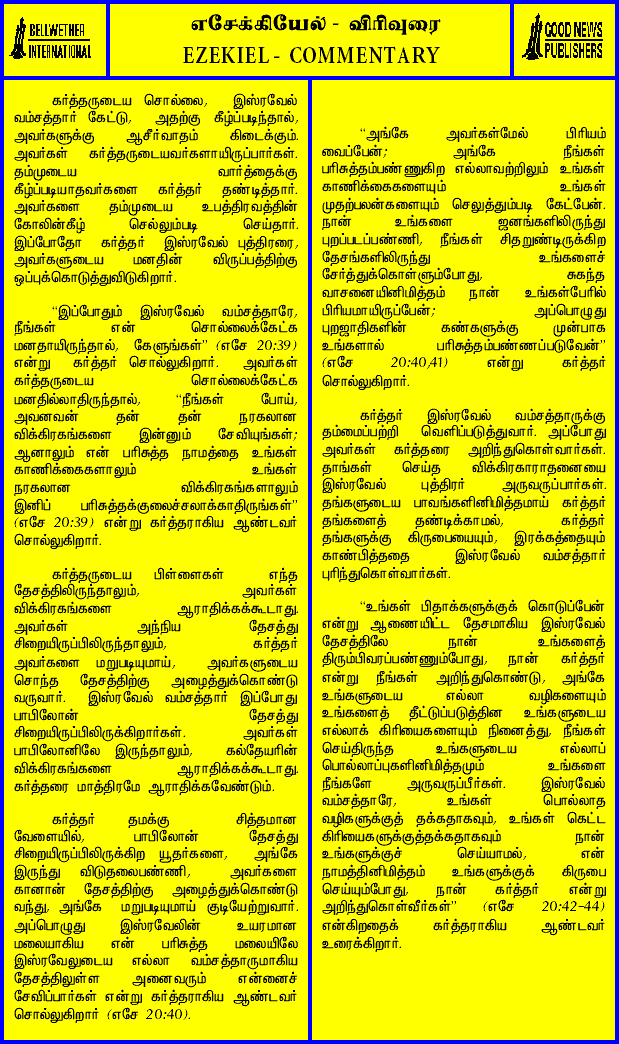 BELLWETHER
INTERNATIONAL
எசேக்கியேல் - விரிவுரை
EZEKIEL - COMMENTARY
GOOD NEWS
PUBLISHERS
கர்த்தருடைய சொல்லை, இஸ்ரவேல்
வம்சத்தார் கேட்டு, அதற்கு கீழ்ப்படிந்தால்,
அவர்களுக்கு ஆசீர்வாதம் கிடைக்கும்.
அவர்கள் கர்த்தருடையவர்களாயிருப்பார்கள்.
தம்முடைய வார்த்தைக்கு
கீழ்ப்படியாதவர்களை கர்த்தர் தண்டித்தார்.
அவர்களை தம்முடைய உபத்திரவத்தின்
கோலின்கீழ் செல்லும்படி செய்தார்.
இப்போதோ கர்த்தர் இஸ்ரவேல் புத்திரரை,
அவர்களுடைய மனதின் விருப்பத்திற்கு
ஒப்புக்கொடுத்துவிடுகிறார்.
“இப்போதும் இஸ்ரவேல் வம்சத்தாரே,
நீங்கள் என் சொல்லைக்கேட்க
மனதாயிருந்தால், கேளுங்கள்” (எசே 20:39)
என்று கர்த்தர் சொல்லுகிறார். அவர்கள்
கர்த்தருடைய சொல்லைக்கேட்க
மனதில்லாதிருந்தால், “நீங்கள் போய்,
அவனவன் தன் தன் நரகலான
விக்கிரகங்களை இன்னும் சேவியுங்கள்;
ஆனாலும் என் பரிசுத்த நாமத்தை உங்கள்
காணிக்கைகளாலும் உங்கள்
நரகலான விக்கிரகங்களாலும்
இனிப் பரிசுத்தக்குலைச்சலாக்காதிருங்கள்”
(எசே 20:39) என்று கர்த்தராகிய ஆண்டவர்
சொல்லுகிறார்.
கர்த்தருடைய பிள்ளைகள் எந்த
தேசத்திலிருந்தாலும், அவர்கள்
விக்கிரகங்களை ஆராதிக்கக்கூடாது.
அவர்கள் அந்நிய தேசத்து
சிறையிருப்பிலிருந்தாலும், கர்த்தர்
அவர்களை மறுபடியுமாய், அவர்களுடைய
சொந்த தேசத்திற்கு அழைத்துக்கொண்டு
வருவார். இஸ்ரவேல் வம்சத்தார் இப்போது
பாபிலோன் தேசத்து
சிறையிருப்பிலிருக்கிறார்கள். அவர்கள்
பாபிலோனிலே இருந்தாலும், கல்தேயரின்
விக்கிரகங்களை ஆராதிக்கக்கூடாது.
கர்த்தரை மாத்திரமே ஆராதிக்கவேண்டும்.
கர்த்தர் தமக்கு சித்தமான
வேளையில், பாபிலோன் தேசத்து
சிறையிருப்பிலிருக்கிற யூதர்களை, அங்கே
இருந்து விடுதலைபண்ணி, அவர்களை
கானான் தேசத்திற்கு அழைத்துக்கொண்டு
வந்து, அங்கே மறுபடியுமாய் குடியேற்றுவார்.
அப்பொழுது இஸ்ரவேலின் உயரமான
மலையாகிய என் பரிசுத்த மலையிலே
இஸ்ரவேலுடைய எல்லா வம்சத்தாருமாகிய
தேசத்திலுள்ள அனைவரும் என்னைச்
சேவிப்பார்கள் என்று கர்த்தராகிய ஆண்டவர்
சொல்லுகிறார் (எசே 20:40).
“அங்கே அவர்கள்மேல் பிரியம்
வைப்பேன்; அங்கே நீங்கள்
பரிசுத்தம்பண்ணுகிற எல்லாவற்றிலும் உங்கள்
காணிக்கைகளையும் உங்கள்
முதற்பலன்களையும் செலுத்தும்படி கேட்பேன்.
நான் உங்களை ஜனங்களிலிருந்து
புறப்படப்பண்ணி, நீங்கள் சிதறுண்டிருக்கிற
தேசங்களிலிருந்து உங்களைச்
சேர்த்துக்கொள்ளும்போது, சுகந்த
வாசனையினிமித்தம் நான் உங்கள்பேரில்
பிரியமாயிருப்பேன்; அப்பொழுது
புறஜாதிகளின் கண்களுக்கு முன்பாக
உங்களால் பரிசுத்தம்பண்ணப்படுவேன்”
(எசே 20:40,41) என்று கர்த்தர்
சொல்லுகிறார்.
கர்த்தர் இஸ்ரவேல் வம்சத்தாருக்கு
தம்மைப்பற்றி வெளிப்படுத்துவார். அப்போது
அவர்கள் கர்த்தரை அறிந்துகொள்வார்கள்.
தாங்கள் செய்த விக்கிரகாராதனையை
இஸ்ரவேல் புத்திரர் அருவருப்பார்கள்.
தங்களுடைய பாவங்களினிமித்தமாய் கர்த்தர்
தங்களைத் தண்டிக்காமல், கர்த்தர்
தங்களுக்கு கிருபையையும், இரக்கத்தையும்
காண்பித்ததை இஸ்ரவேல் வம்சத்தார்
புரிந்துகொள்வார்கள்.
“உங்கள் பிதாக்களுக்குக் கொடுப்பேன்
என்று ஆணையிட்ட தேசமாகிய இஸ்ரவேல்
தேசத்திலே நான் உங்களைத்
திரும்பிவரப்பண்ணும்போது, நான் கர்த்தர்
என்று நீங்கள் அறிந்துகொண்டு, அங்கே
உங்களுடைய எல்லா வழிகளையும்
உங்களைத் தீட்டுப்படுத்தின உங்களுடைய
எல்லாக் கிரியைகளையும் நினைத்து, நீங்கள்
செய்திருந்த உங்களுடைய எல்லாப்
பொல்லாப்புகளினிமித்தமும் உங்களை
நீங்களே அருவருப்பீர்கள். இஸ்ரவேல்
வம்சத்தாரே, உங்கள் பொல்லாத
வழிகளுக்குத் தக்கதாகவும், உங்கள் கெட்ட
கிரியைகளுக்குத்தக்கதாகவும் நான்
உங்களுக்குச் செய்யாமல், என்
நாமத்தினிமித்தம் உங்களுக்குக் கிருபை
செய்யும்போது, நான் கர்த்தர் என்று
அறிந்துகொள்வீர்கள்” (எசே 20:42-44)
என்கிறதைக் கர்த்தராகிய ஆண்டவர்
உரைக்கிறார்.